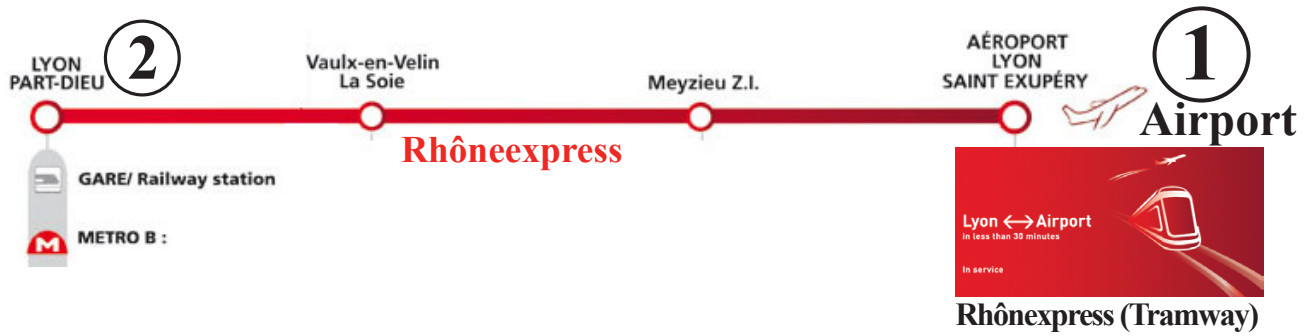 LYON
PART-DIEU
2
Vaulx-en-Velin
La Soie
Meyzieu Z.I.
AÉROPORT
LYON
SAINT EXUPÉRY
1
Airport
Rhôneexpress
GARE/ Railway station
M
METRO B :
Lyon <-> Airport
in less than 30 minutes
In service
Rhônexpress (Tramway)